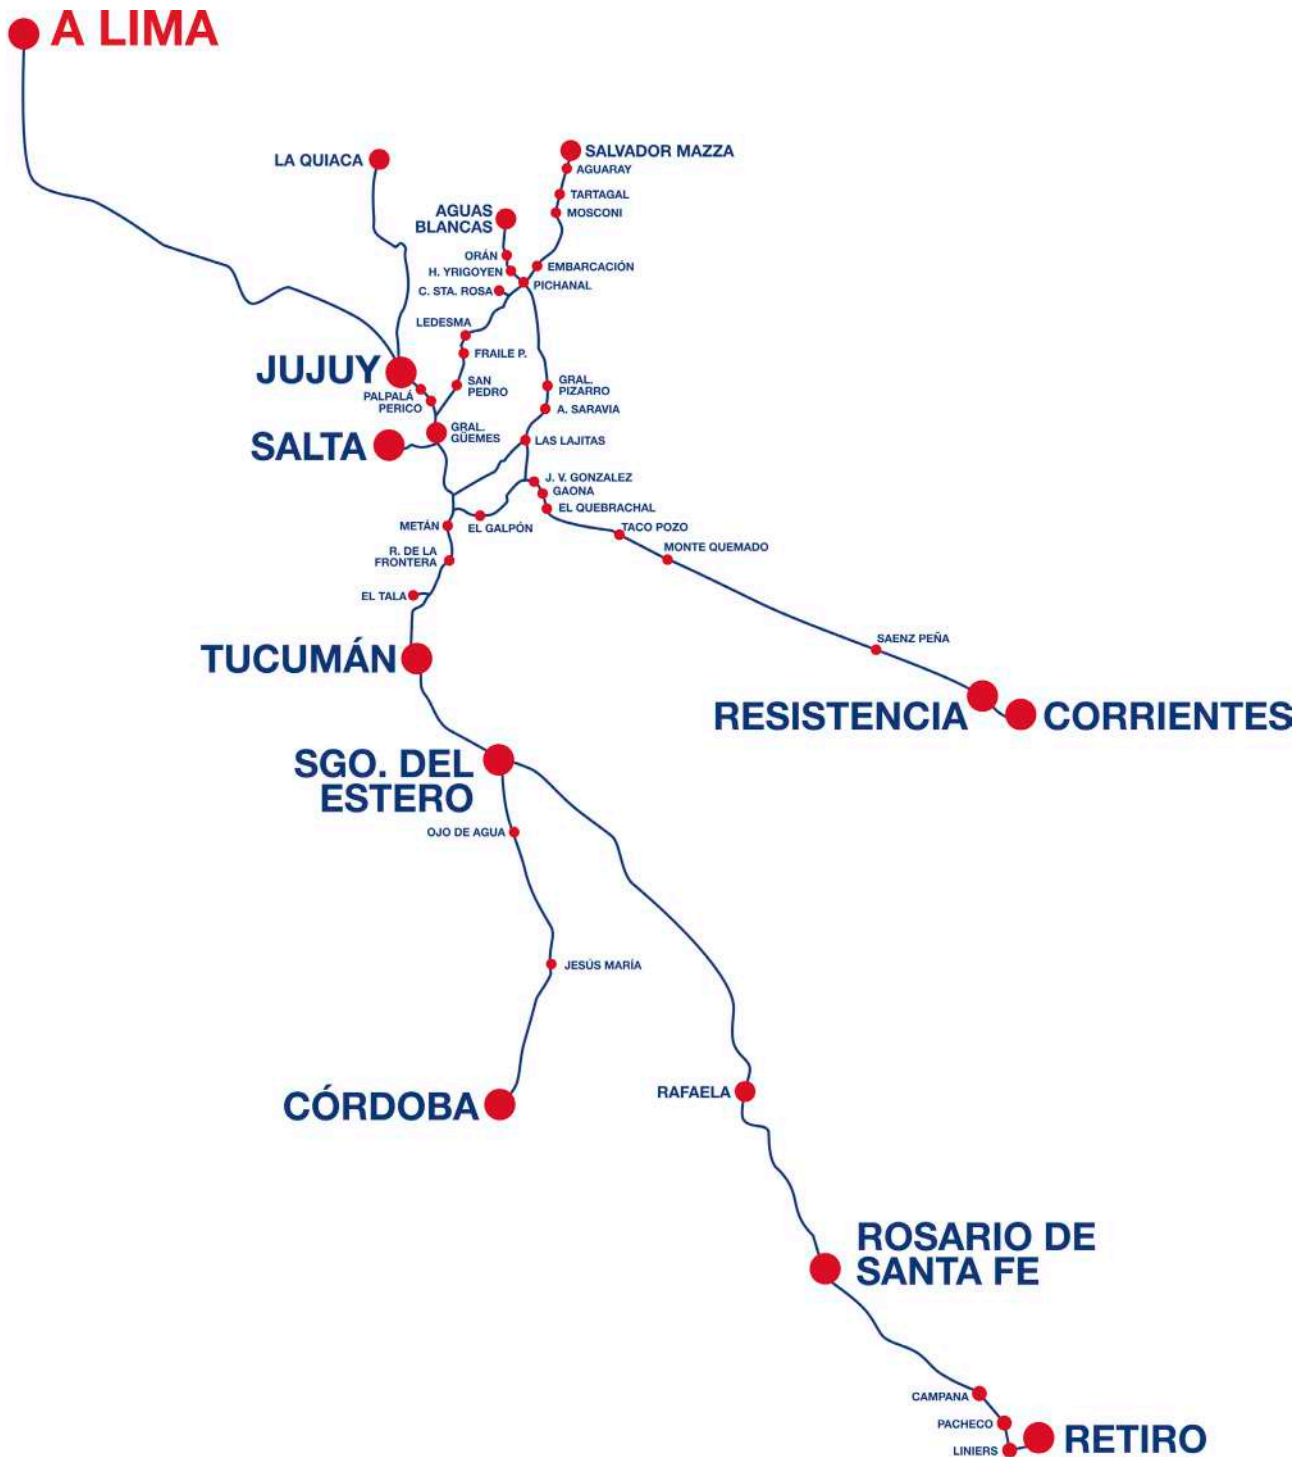 A LIMA
LA QUIACA
SALVADOR MAZZA
AGUARAY
TARTAGAL
MOSCONI
AGUAS
BLANCAS
ORÁN
H. YRIGOYEN
EMBARCACIÓN
PICHANAL
C. STA. ROSA
LEDESMA
FRAILE P.
JUJUY
SAN
PEDRO
GRAL.
PIZARRO
PALPALÁ
PERICO
A. SARAVIA
GRAL.
GÜEMES
SALTA
LAS LAJITAS
J. V. GONZALEZ
GAONA
EL QUEBRACHAL
METÁN
EL GALPÓN
TACO POZO
MONTE QUEMADO
R. DE LA
FRONTERA
EL TALA
TUCUMÁN
SAENZ PEÑA
RESISTENCIA
CORRIENTES
SGO. DEL
ESTERO
OJO DE AGUA
JESÚS MARÍA
CÓRDOBA
RAFAELA
ROSARIO DE
SANTA FE
CAMPANA
PACHECO
LINIERS
RETIRO